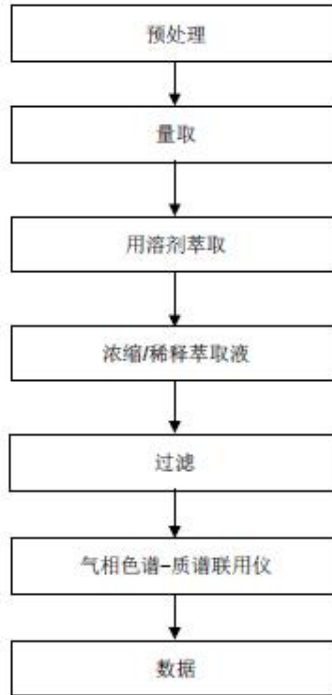 预处理
量取
用溶剂萃取
浓缩/稀释萃取液
过滤
气相色谱-质谱联用仪
数据